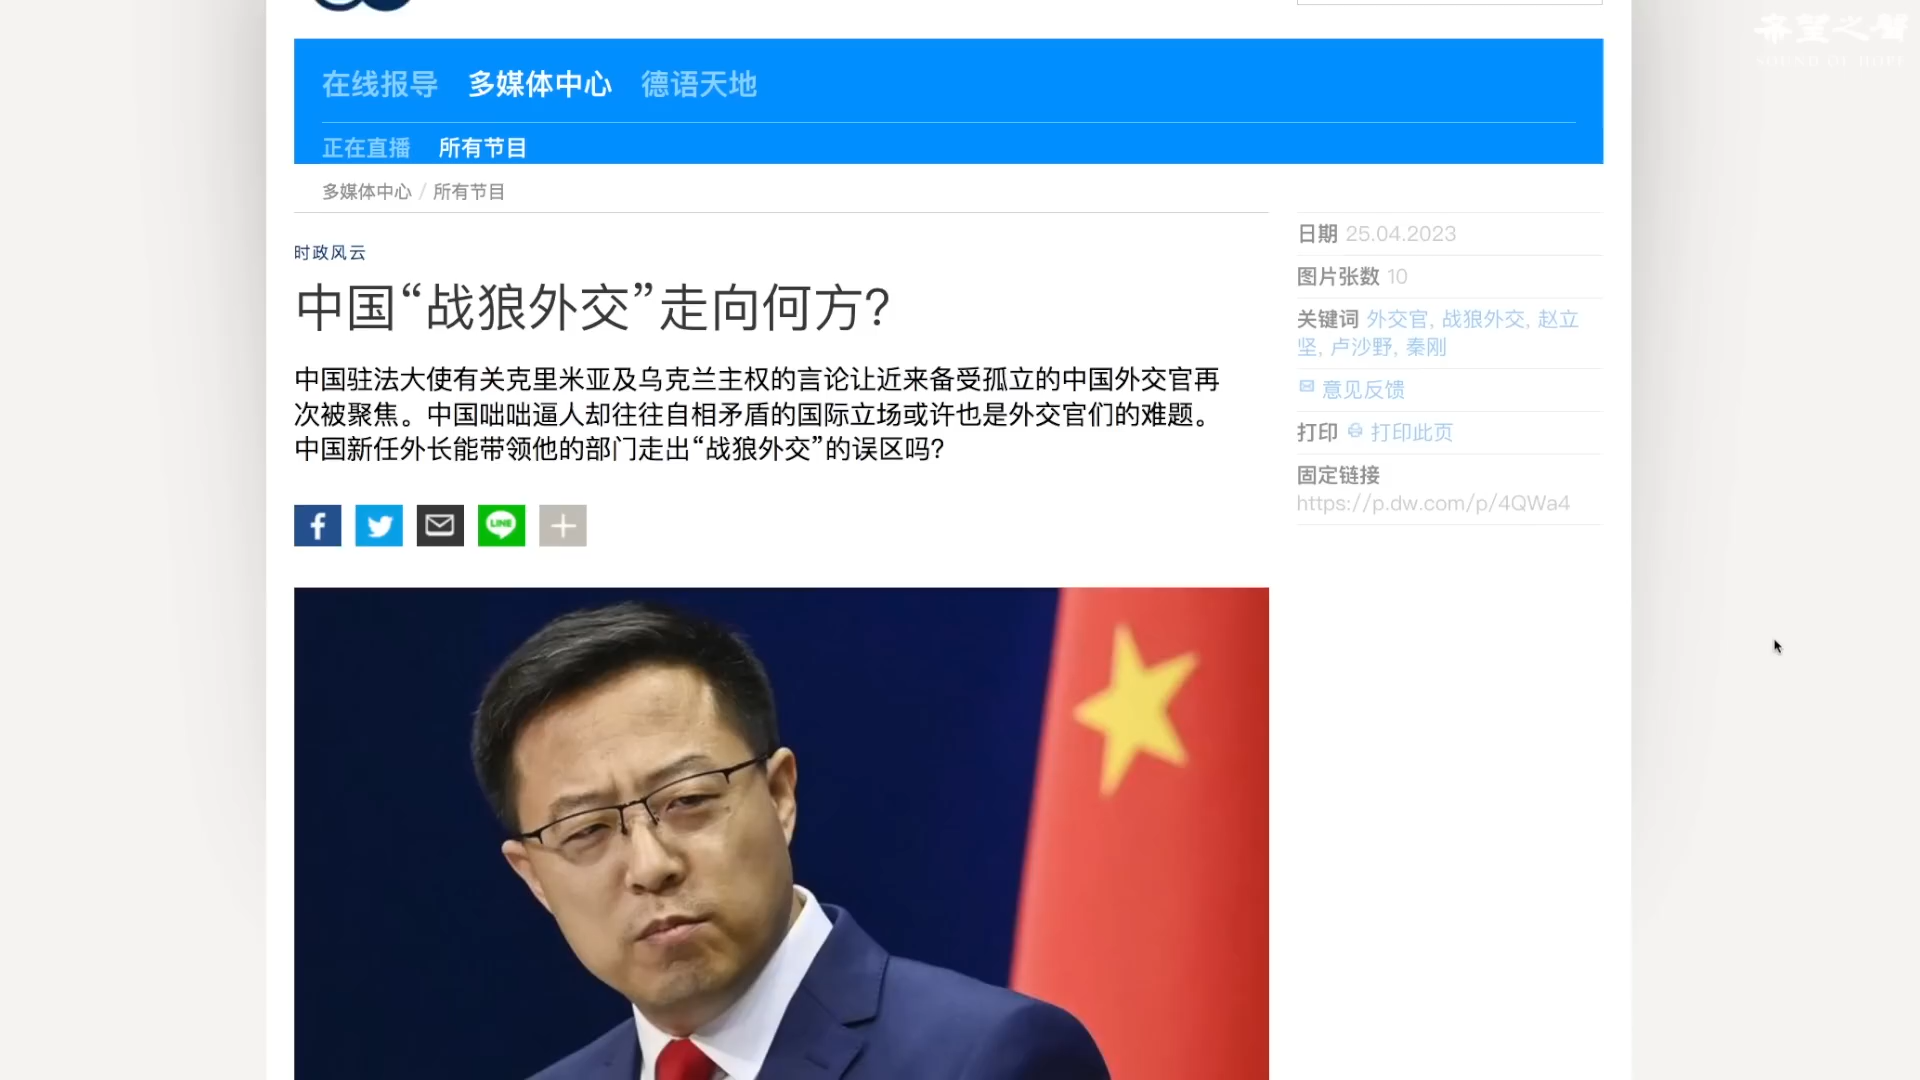 希望之聲
SOUND OF HOPE
在线报导 多媒体中心 德语天地
正在直播 所有节目
多媒体中心 / 所有节目
时政风云
中国“战狼外交”走向何方?
中国驻法大使有关克里米亚及乌克兰主权的言论让近来备受孤立的中国外交官再
次被聚焦。中国咄咄逼人却往往自相矛盾的国际立场或许也是外交官们的难题。
中国新任外长能带领他的部门走出“战狼外交”的误区吗?
LINE
日期 25.04.2023
图片张数 10
关键词 外交官, 战狼外交, 赵立
坚, 卢沙野, 秦刚
意见反馈
打印 打印此页
固定链接
https://p.dw.com/p/4QWa4